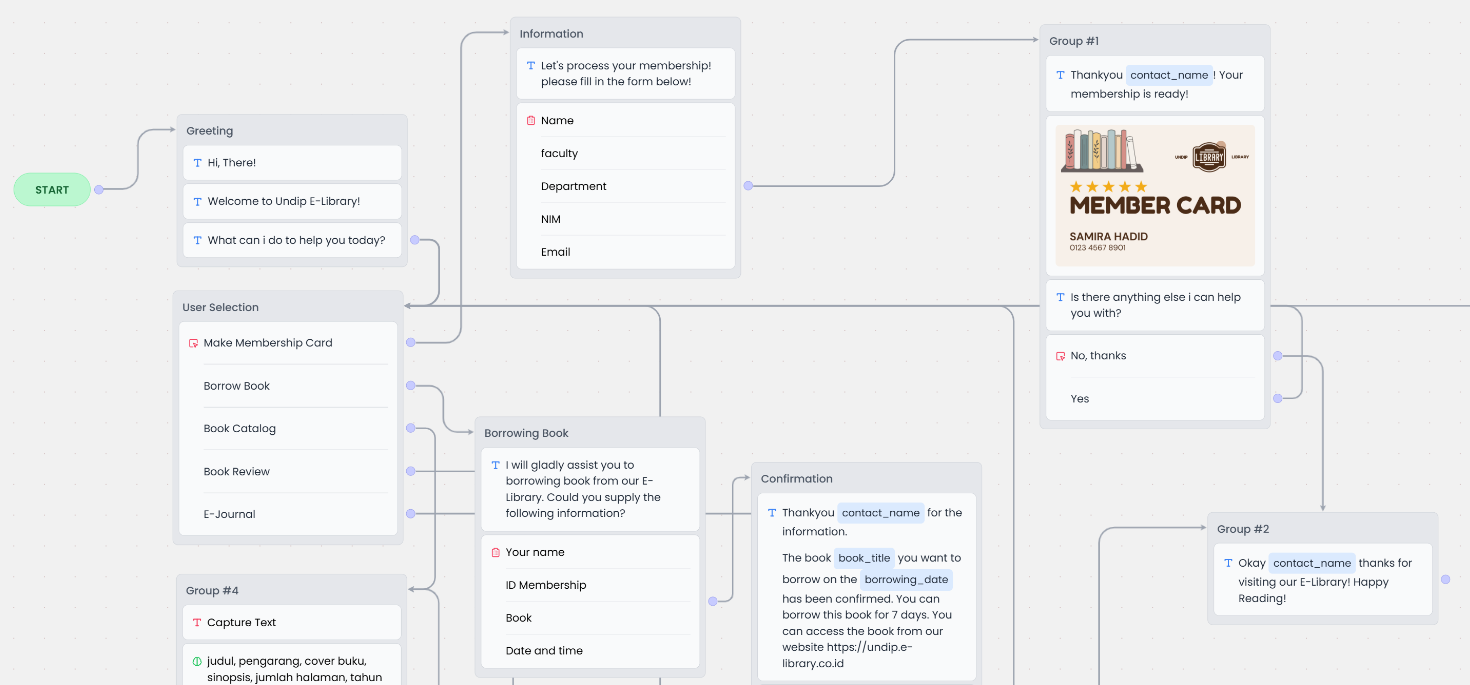 START
Greeting
Hi, There!
Welcome to Undip E-Library!
What can i do to help you today?
User Selection
Make Membership Card
Borrow Book
Book Catalog
Book Review
E-Journal
Group #4
Capture Text
judul, pengarang, cover buku,
sinopsis, jumlah halaman, tahun
Information
Let's process your membership!
please fill in the form below!
Name
faculty
Department
NIM
Email
Borrowing Book
I will gladly assist you to
borrowing book from our E-
Library. Could you supply the
following information?
Your name
ID Membership
Book
Date and time
Confirmation
Thankyou contact_name for the
information.
The book book_title you want to
borrow on the borrowing_date
has been confirmed. You can
borrow this book for 7 days. You
can access the book from our
website https://undip.e-
library.co.id
Group #1
Thankyou contact_name ! Your
membership is ready!
UNDIP LIBRARY LIBRARY
MEMBER CARD
SAMIRA HADID
0123 4567 8901
Is there anything else i can help
you with?
No, thanks
Yes
Group #2
Okay contact_name thanks for
visiting our E-Library! Happy
Reading!